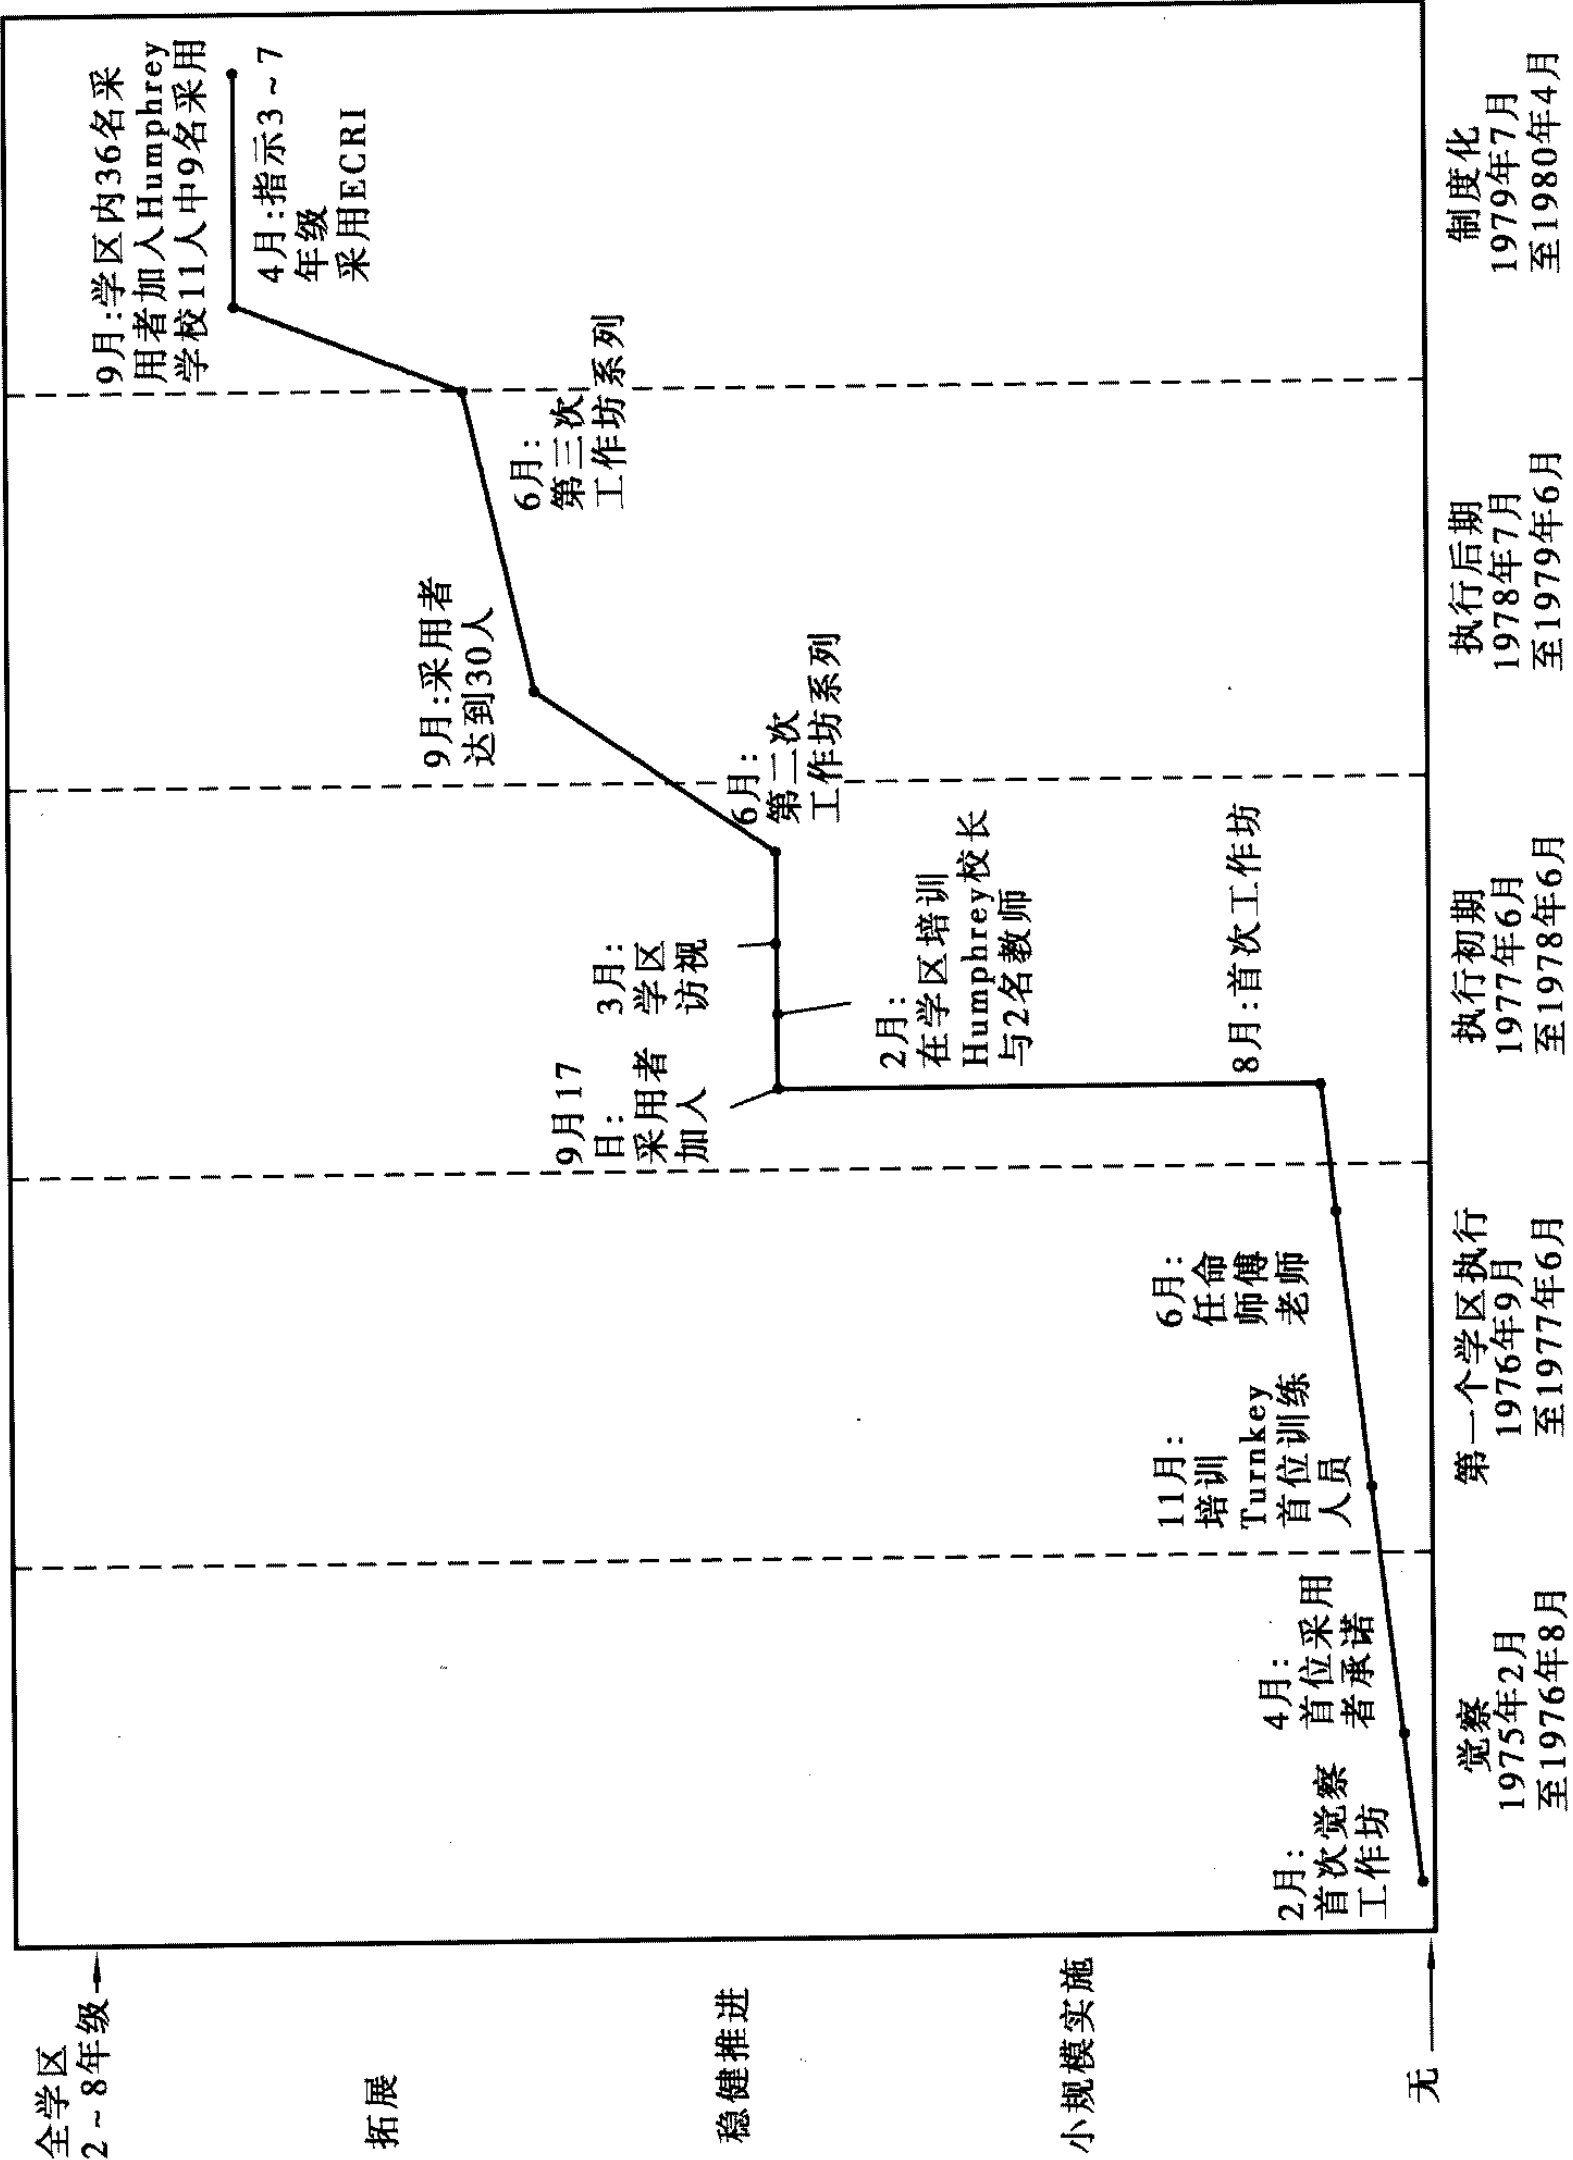 全学区
2～8年级
拓展
稳健推进
小规模实施
无
2月：
首次觉察
工作坊
4月：
首位采用
者承诺
11月：
培训
Turnkey
首位训练
人员
6月：
任命
师傅
老师
8月：首次工作坊
9月17
日：
采用者
加入
2月：
在学区培训
Humphrey校长
与2名教师
3月：
学区
访视
6月：
第二次
工作坊系列
9月：采用者
达到30人
6月：
第三次
工作坊系列
9月：学区内36名采
用者加入Humphrey
学校11人中9名采用
4月：指示3～7
年级
采用ECRI
觉察
1975年2月
至1976年8月
第一个学区执行
1976年9月
至1977年6月
执行初期
1977年6月
至1978年6月
执行后期
1978年7月
至1979年6月
制度化
1979年7月
至1980年4月